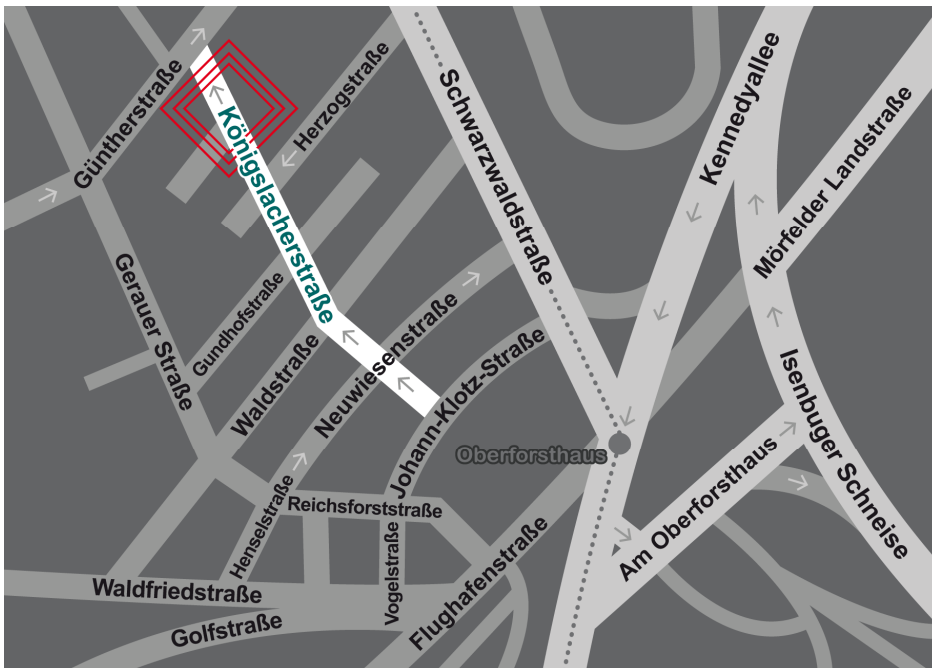 Güntherstraße
Herzogstraße
Schwarzwaldstraße
Kennedyallee
Mörfelder Landstraße
Königslacherstraße
Gerauer Straße
Gundhofstraße
Waldstraße
Neuwiesenstraße
Johann-Klotz-Straße
Isenbuger Schneise
Oberforsthaus
Am Oberforsthaus
Henselstraße
Reichsforststraße
Vogelstraße
Flughafenstraße
Waldfriedstraße
Golfstraße